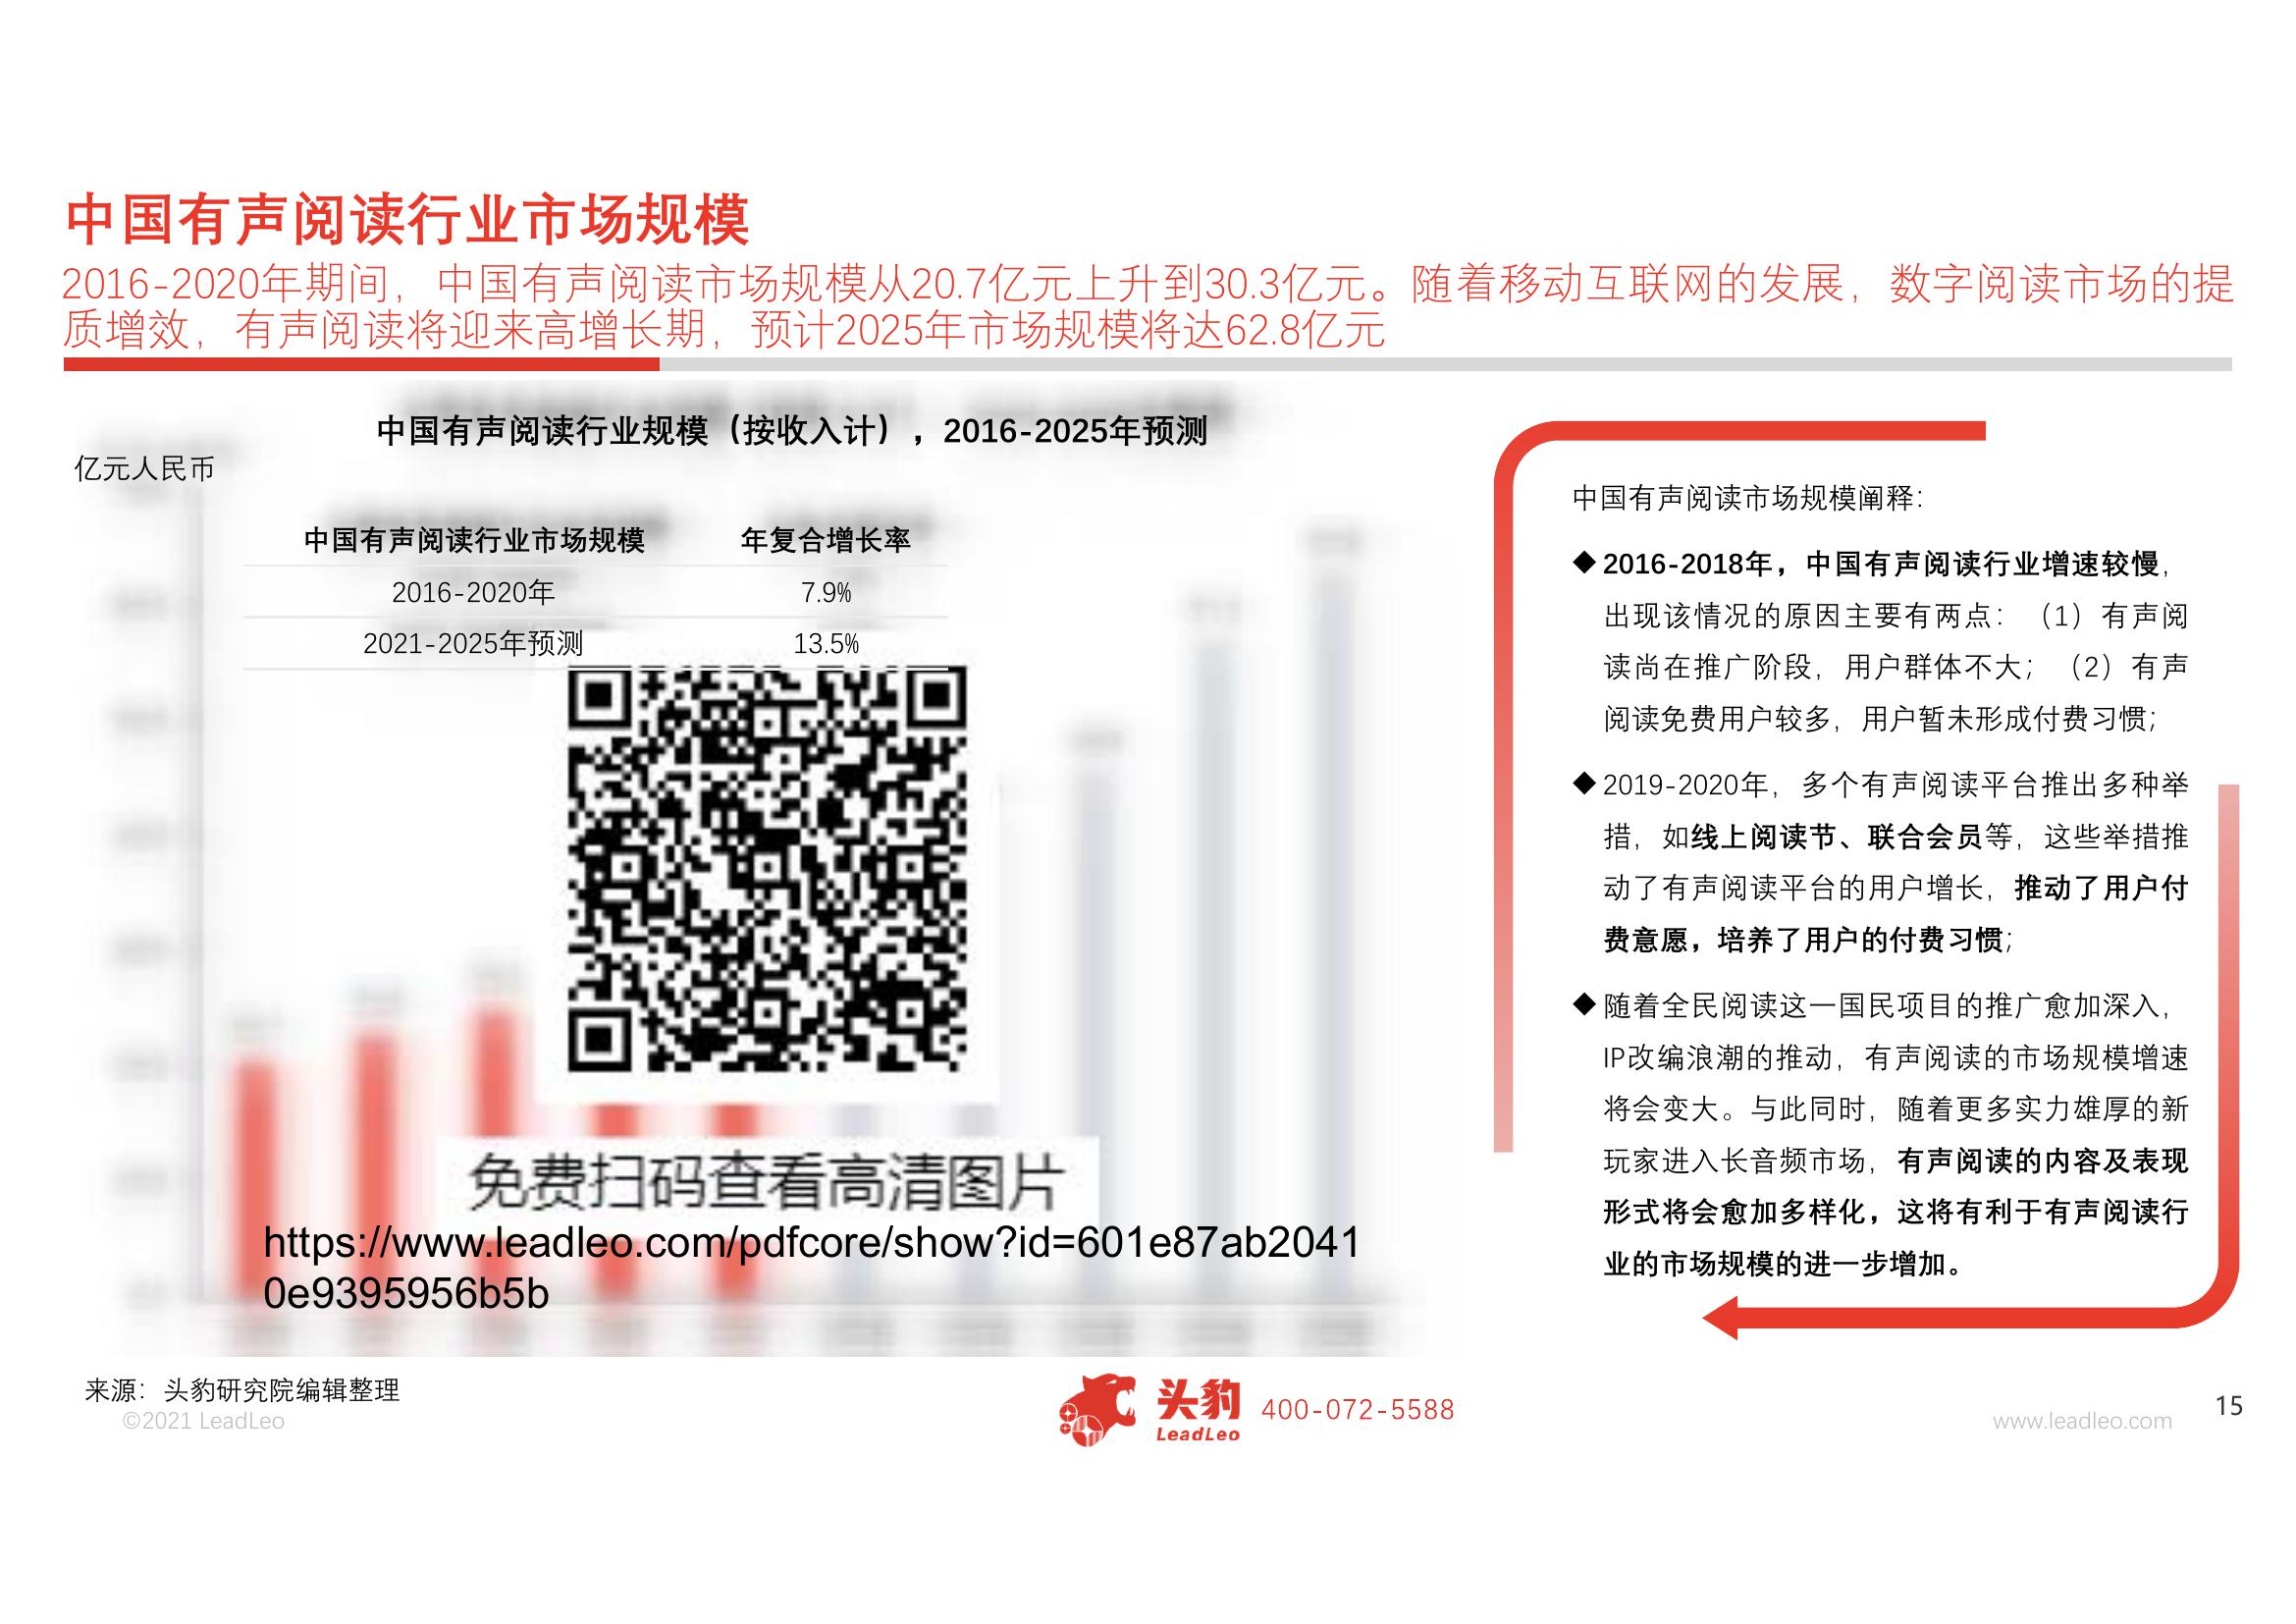 中国有声阅读行业市场规模
2016-2020年期间，中国有声阅读市场规模从20.7亿元上升到30.3亿元。随着移动互联网的发展，数字阅读市场的提
质增效，有声阅读将迎来高增长期，预计2025年市场规模将达62.8亿元
中国有声阅读行业规模（按收入计），2016-2025年预测
亿元人民币
中国有声阅读行业市场规模 年复合增长率
2016-2020年 7.9%
2021-2025年预测 13.5%
免费扫码查看高清图片
https://www.leadleo.com/pdfcore/show?id=601e87ab2041
0e9395956b5b
中国有声阅读市场规模阐释：
◆2016-2018年，中国有声阅读行业增速较慢，
出现该情况的原因主要有两点：（1）有声阅
读尚在推广阶段，用户群体不大；（2）有声
阅读免费用户较多，用户暂未形成付费习惯；
◆2019-2020年，多个有声阅读平台推出多种举
措，如线上阅读节、联合会员等，这些举措推
动了有声阅读平台的用户增长，推动了用户付
费意愿，培养了用户的付费习惯；
◆随着全民阅读这一国民项目的推广愈加深入，
IP改编浪潮的推动，有声阅读的市场规模增速
将会变大。与此同时，随着更多实力雄厚的新
玩家进入长音频市场，有声阅读的内容及表现
形式将会愈加多样化，这将有利于有声阅读行
业的市场规模的进一步增加。
来源：头豹研究院编辑整理
©2021 LeadLeo
头豹
LeadLeo
400-072-5588
www.leadleo.com
15